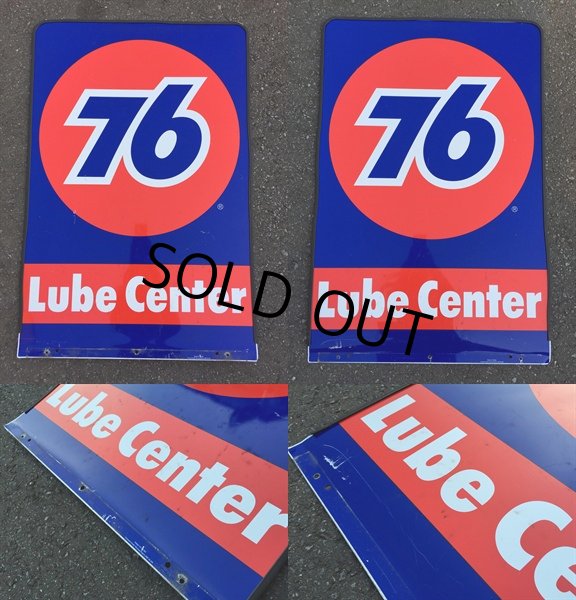 76 76
® ®
Lube Center Lube Center
SOLD OUT
Lube Center Lube Ce